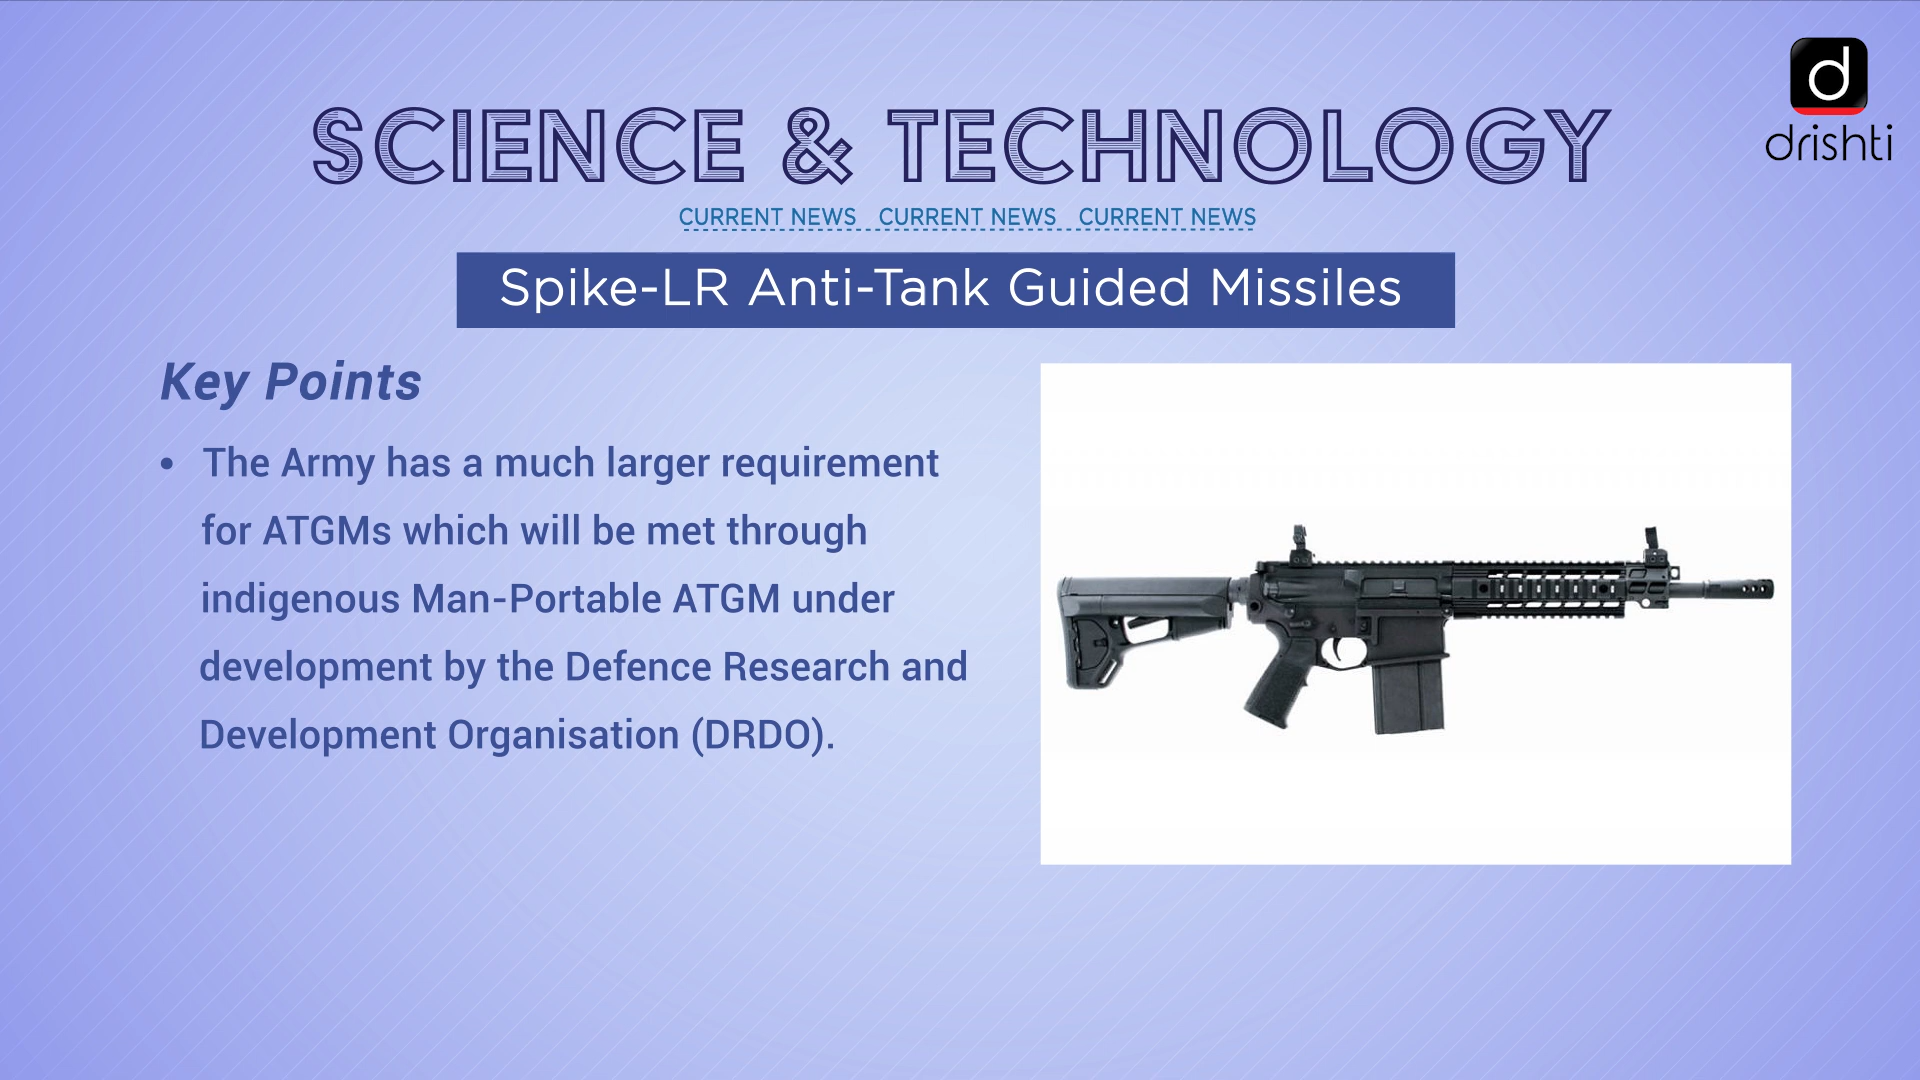 d
drishti
SCIENCE & TECHNOLOGY
CURRENT NEWS CURRENT NEWS CURRENT NEWS
Spike-LR Anti-Tank Guided Missiles
Key Points
• The Army has a much larger requirement
for ATGMs which will be met through
indigenous Man-Portable ATGM under
development by the Defence Research and
Development Organisation (DRDO).